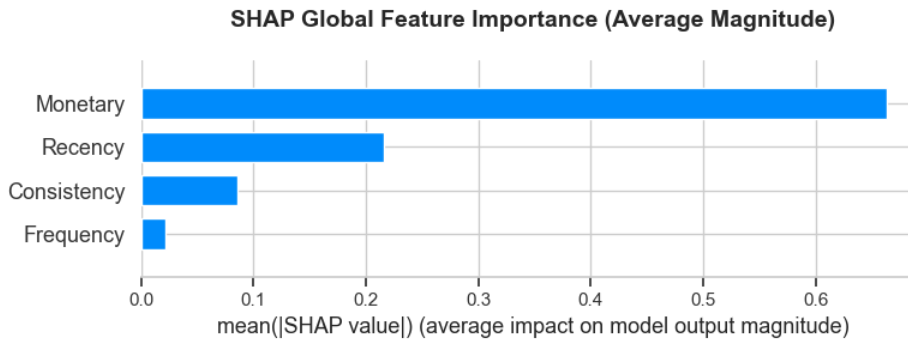 SHAP Global Feature Importance (Average Magnitude)
Monetary
Recency
Consistency
Frequency
0.0 0.1 0.2 0.3 0.4 0.5 0.6
mean(|SHAP value|) (average impact on model output magnitude)